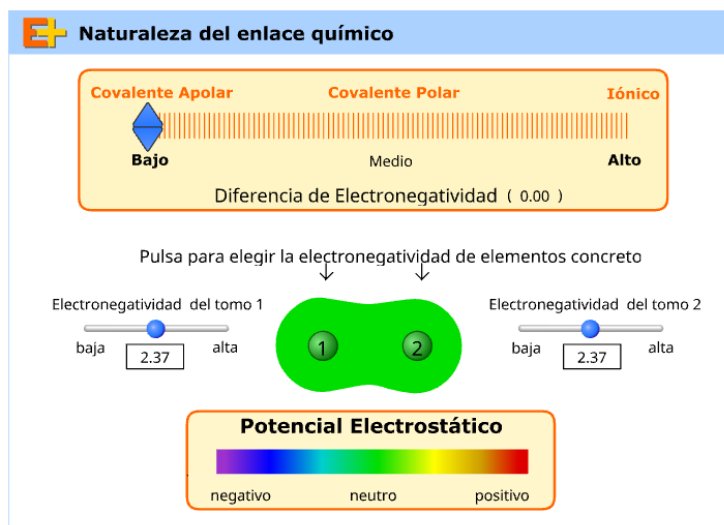 E+ Naturaleza del enlace químico
Covalente Apolar Covalente Polar Iónico
Bajo Medio Alto
Diferencia de Electronegatividad ( 0.00 )
Pulsa para elegir la electronegatividad de elementos concreto
Electronegatividad del tomo 1
baja alta
2.37
1 2
Electronegatividad del tomo 2
baja alta
2.37
Potencial Electrostático
negativo neutro positivo